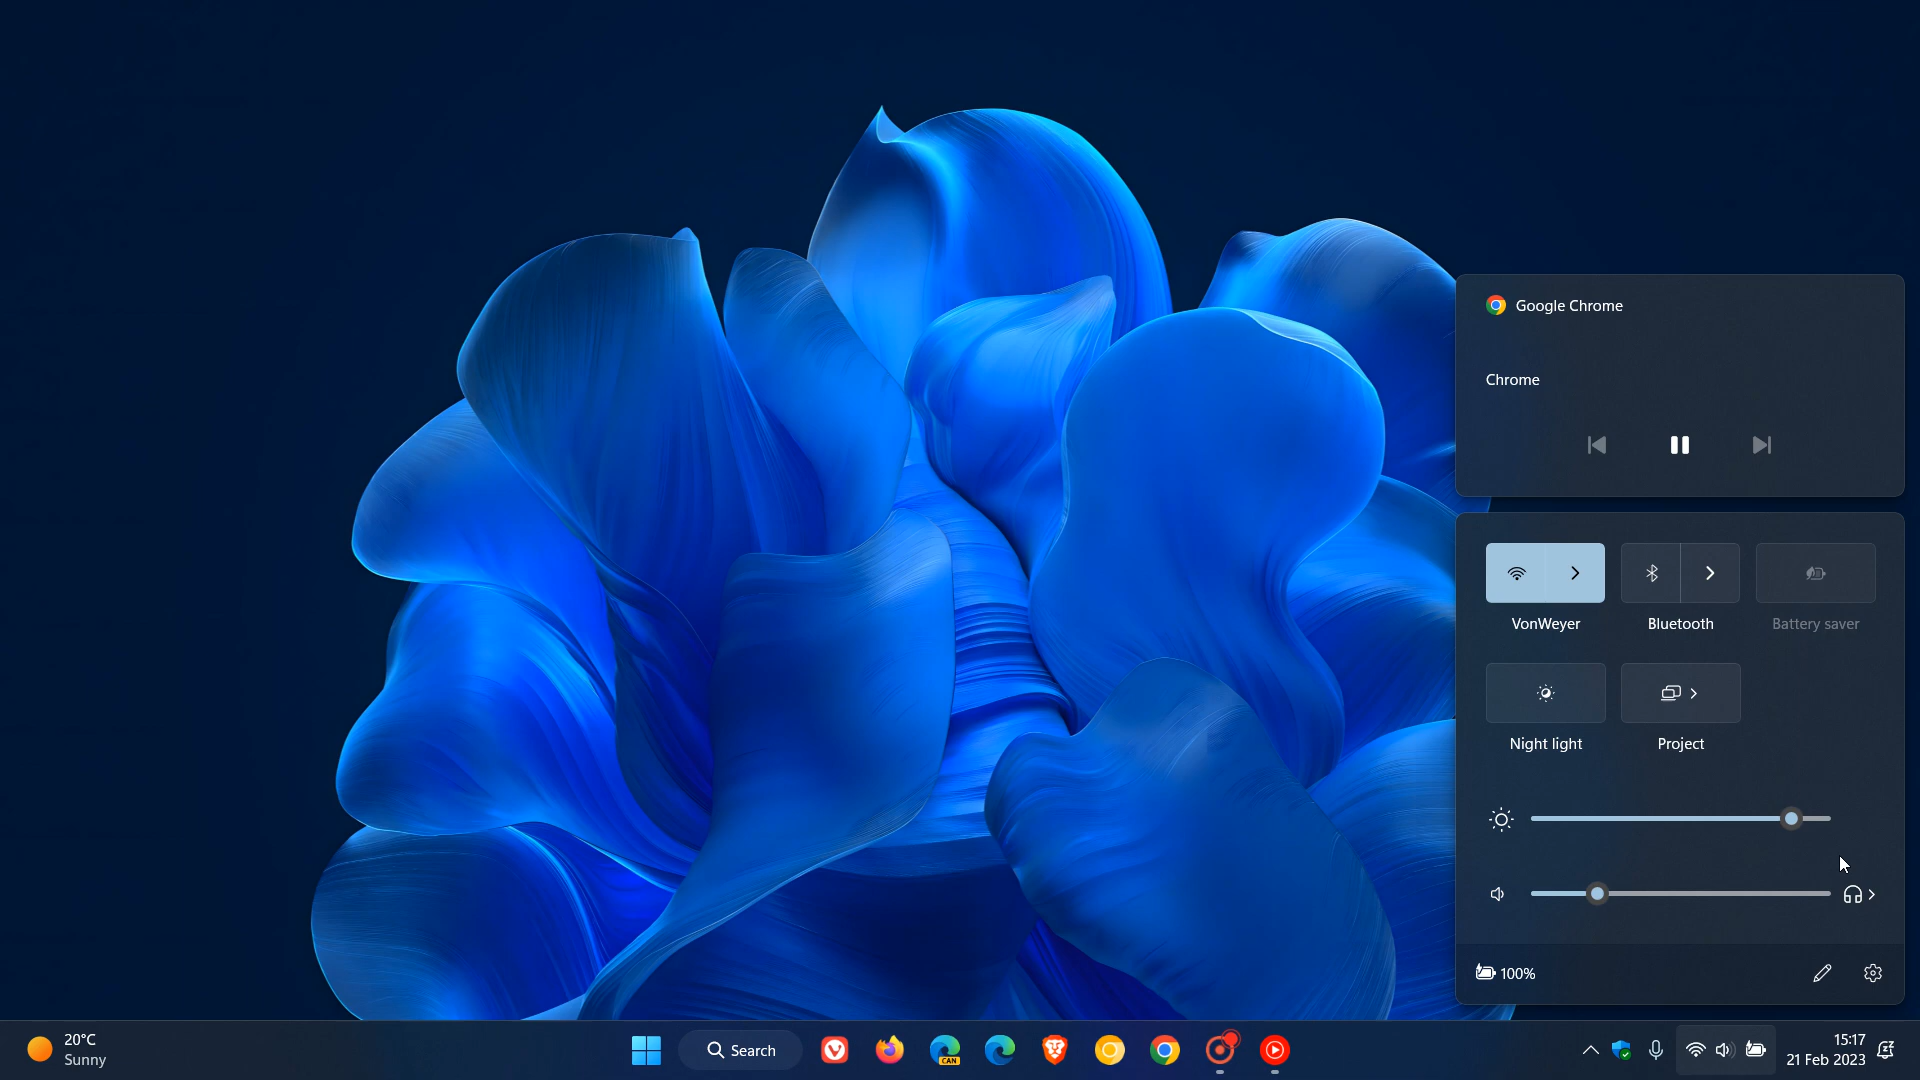 Google Chrome
Chrome
VonWeyer
Bluetooth
Battery saver
Night light
Project
100%
20°C
Sunny
Search
CAN
15:17
21 Feb 2023